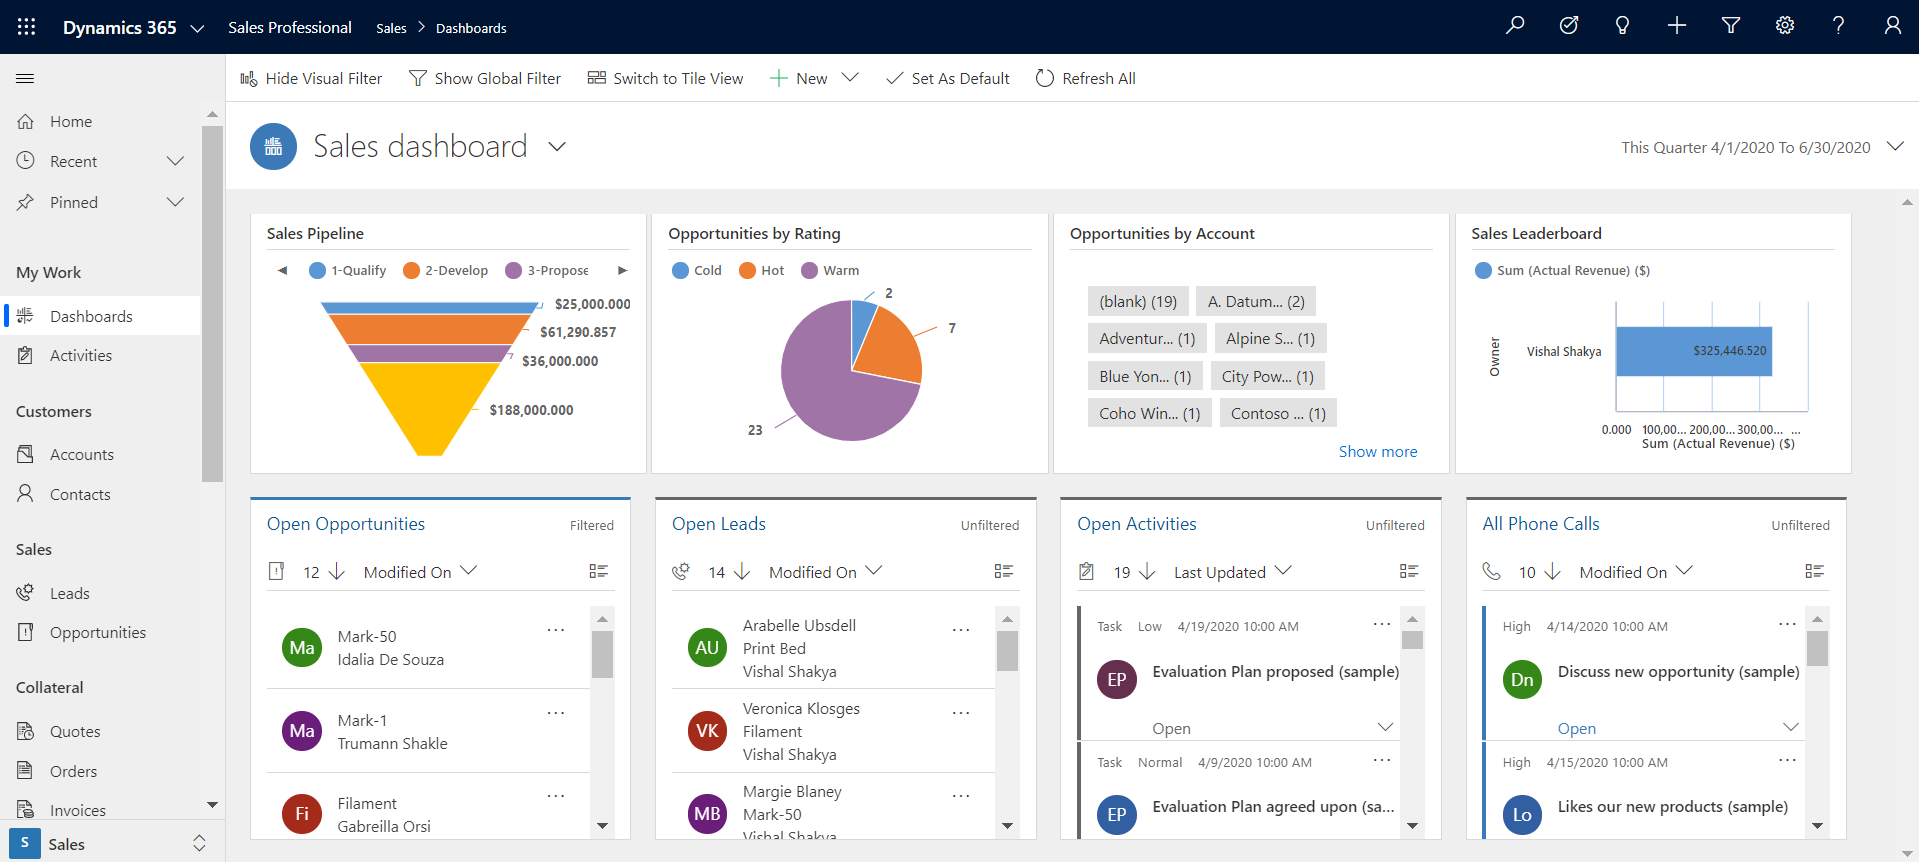 Dynamics 365 Sales Professional Sales > Dashboards
Hide Visual Filter Show Global Filter Switch to Tile View New Set As Default Refresh All
Home
Recent
Pinned
My Work
Dashboards
Activities
Customers
Accounts
Contacts
Sales
Leads
Opportunities
Collateral
Quotes
Orders
Invoices
S Sales
Sales dashboard
This Quarter 4/1/2020 To 6/30/2020
Sales Pipeline
1-Qualify 2-Develop 3-Propose
$25,000.000
$61,290.857
$36,000.000
$188,000.000
Opportunities by Rating
Cold Hot Warm
2
7
23
Opportunities by Account
(blank) (19) A. Datum... (2)
Adventur... (1) Alpine S... (1)
Blue Yon... (1) City Pow... (1)
Coho Win... (1) Contoso ... (1)
Show more
Sales Leaderboard
Sum (Actual Revenue) ($)
Owner
Vishal Shakya
$325,446.520
0.000 100,00... 200,00... 300,00... ...
Sum (Actual Revenue) ($)
Open Opportunities Filtered
12 Modified On
Ma Mark-50
Idalia De Souza
...
Ma Mark-1
Trumann Shakle
...
Fi Filament
Gabreilla Orsi
...
Open Leads Unfiltered
14 Modified On
AU Arabelle Ubsdell
Print Bed
Vishal Shakya
...
VK Veronica Klosges
Filament
Vishal Shakya
...
MB Margie Blaney
Mark-50
Vishal Shakya
...
Open Activities Unfiltered
19 Last Updated
Task Low 4/19/2020 10:00 AM ...
EP Evaluation Plan proposed (sample)
Open
Task Normal 4/9/2020 10:00 AM ...
EP Evaluation Plan agreed upon (sa...
All Phone Calls Unfiltered
10 Modified On
High 4/14/2020 10:00 AM ...
Dn Discuss new opportunity (sample)
Open
High 4/15/2020 10:00 AM ...
Lo Likes our new products (sample)